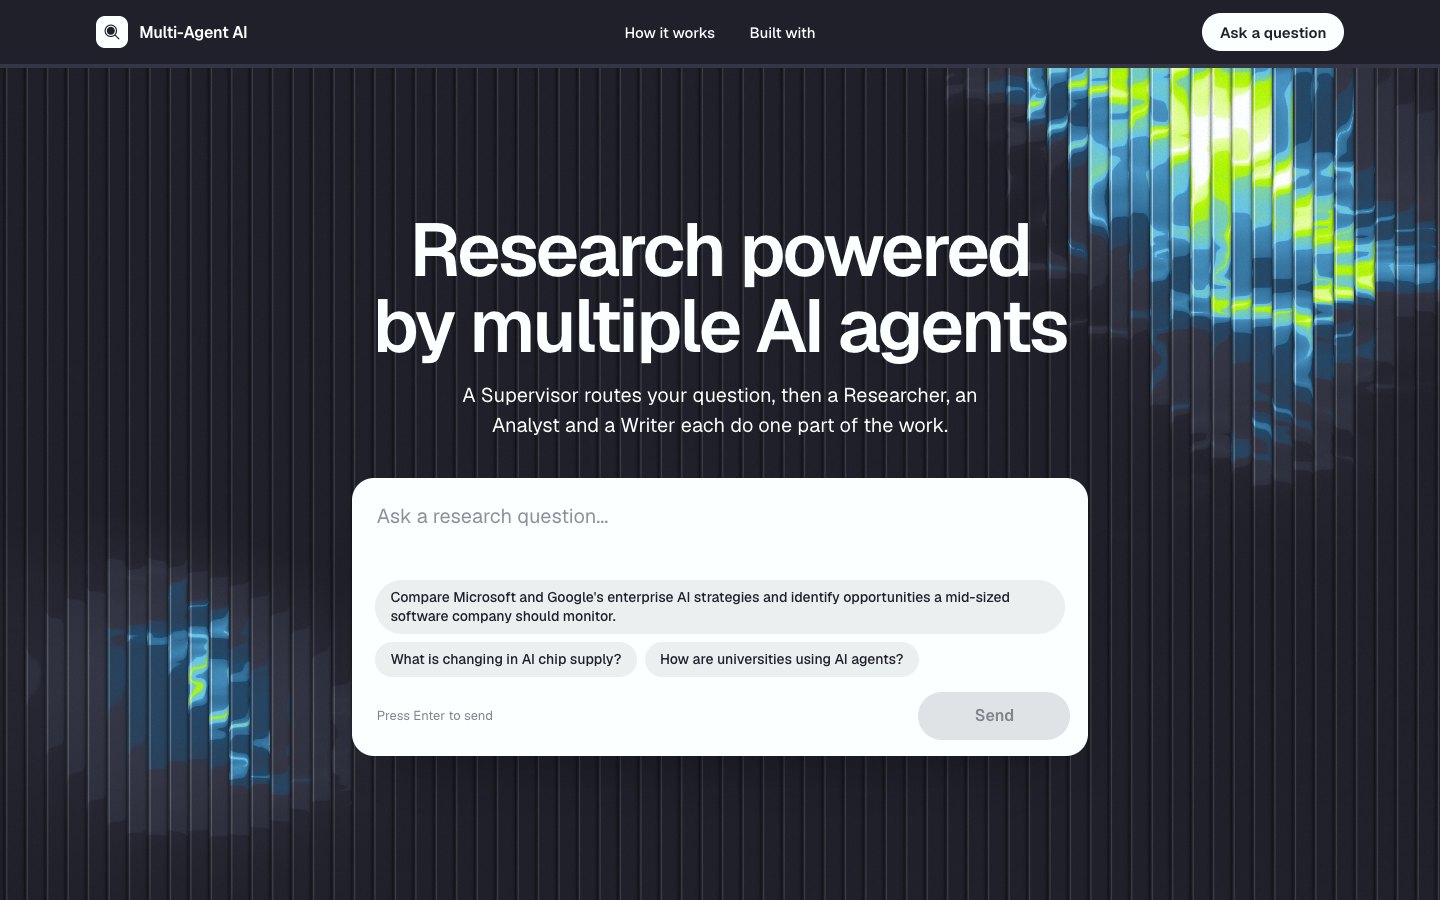 Multi-Agent AI
How it works
Built with
Ask a question
Research powered
by multiple AI agents
A Supervisor routes your question, then a Researcher, an
Analyst and a Writer each do one part of the work.
Ask a research question...
Compare Microsoft and Google's enterprise AI strategies and identify opportunities a mid-sized
software company should monitor.
What is changing in AI chip supply?
How are universities using AI agents?
Press Enter to send
Send